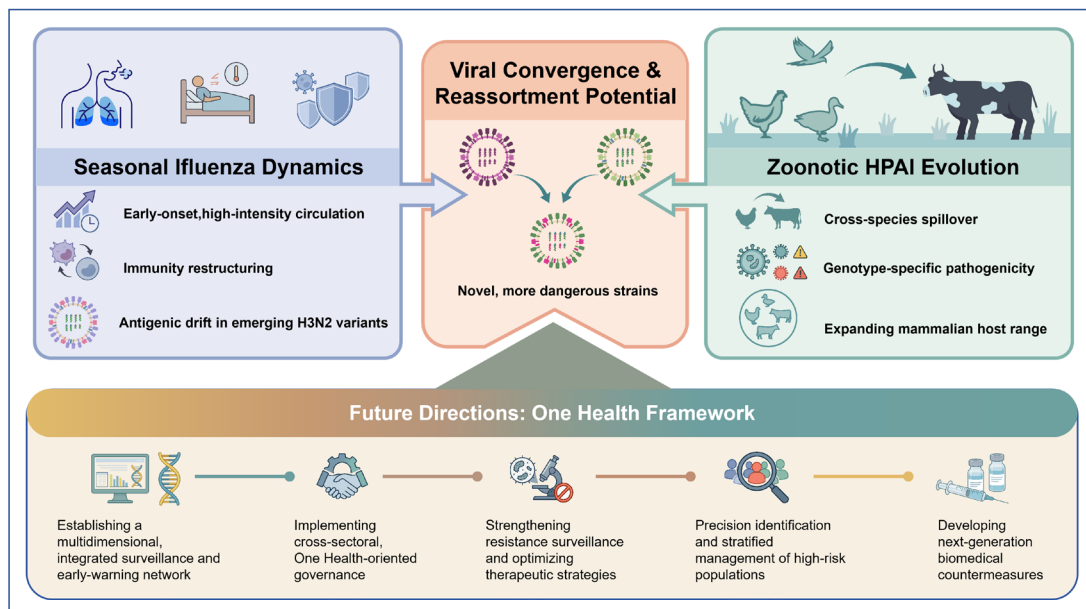 Seasonal Ifluenza Dynamics
Early-onset,high-intensity circulation
Immunity restructuring
Antigenic drift in emerging H3N2 variants
Viral Convergence &
Reassortment Potential
Novel, more dangerous strains
Zoonotic HPAI Evolution
Cross-species spillover
Genotype-specific pathogenicity
Expanding mammalian host range
Future Directions: One Health Framework
Establishing a
multidimensional,
integrated surveillance and
early-warning network
Implementing
cross-sectoral,
One Health-oriented
governance
Strengthening
resistance surveillance
and optimizing
therapeutic strategies
Precision identification
and stratified
management of high-risk
populations
Developing
next-generation
biomedical
countermeasures